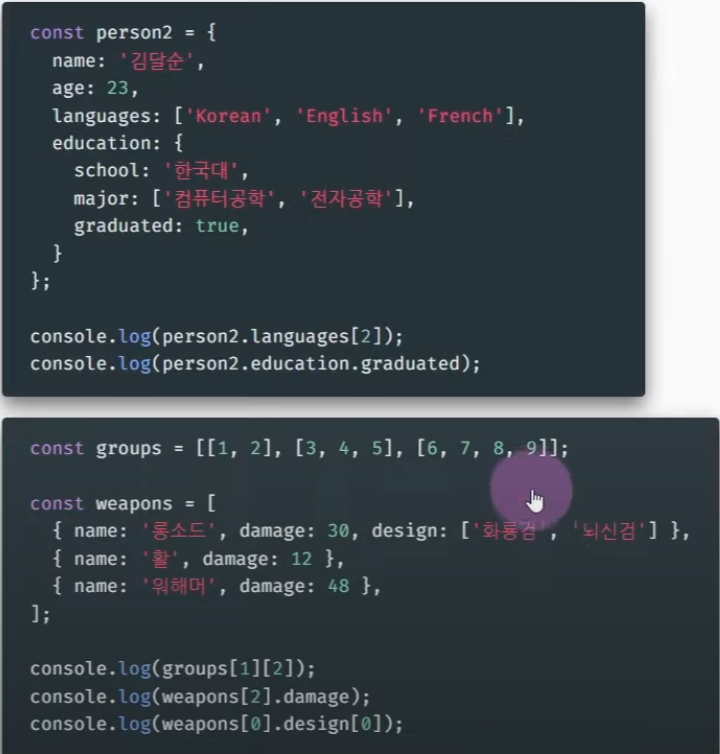 const person2 = {
  name: '김달순',
  age: 23,
  languages: ['Korean', 'English', 'French'],
  education: {
    school: '한국대',
    major: ['컴퓨터공학', '전자공학'],
    graduated: true,
  }
};

console.log(person2.languages[2]);
console.log(person2.education.graduated);

const groups = [[1, 2], [3, 4, 5], [6, 7, 8, 9]];

const weapons = [
  { name: '롱소드', damage: 30, design: ['화룡검', '뇌신검'] },
  { name: '활', damage: 12 },
  { name: '워해머', damage: 48 },
];

console.log(groups[1][2]);
console.log(weapons[2].damage);
console.log(weapons[0].design[0]);